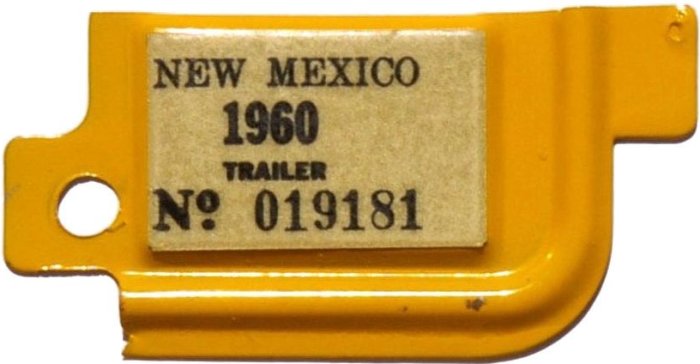 NEW MEXICO
1960
TRAILER
Nº 019181